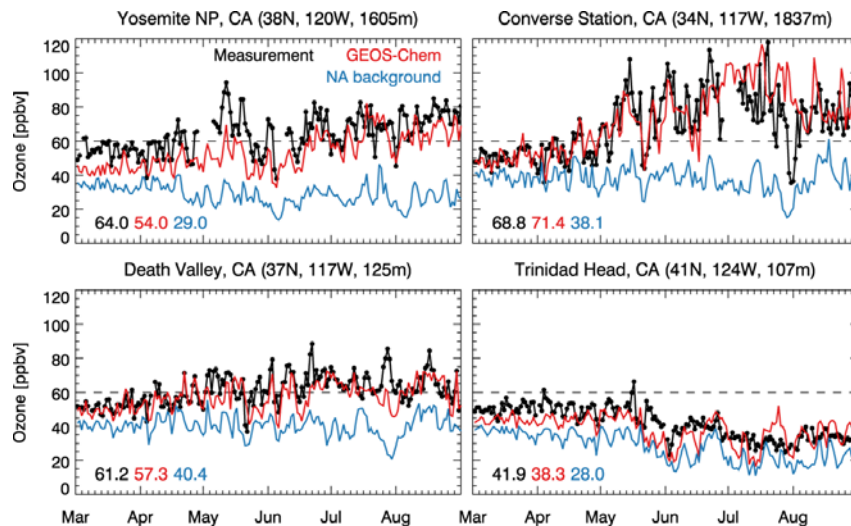 Yosemite NP, CA (38N, 120W, 1605m)
Converse Station, CA (34N, 117W, 1837m)
Measurement GEOS-Chem
NA background
Ozone [ppbv]
120
100
80
60
40
20
0
64.0 54.0 29.0
68.8 71.4 38.1
Death Valley, CA (37N, 117W, 125m)
Trinidad Head, CA (41N, 124W, 107m)
Ozone [ppbv]
120
100
80
60
40
20
0
61.2 57.3 40.4
41.9 38.3 28.0
Mar Apr May Jun Jul Aug
Mar Apr May Jun Jul Aug